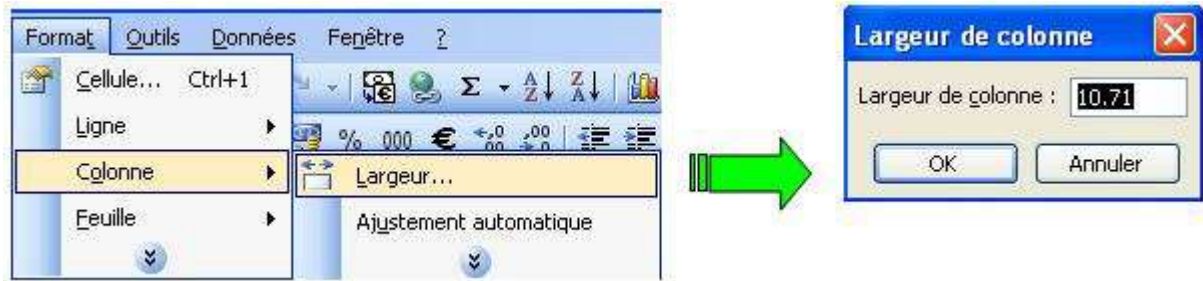 Format Outils Données Fenêtre ?
Cellule... Ctrl+1
Ligne
% 000 €
Colonne
Largeur...
Feuille
Ajustement automatique
Largeur de colonne
Largeur de colonne : 10.71
OK Annuler